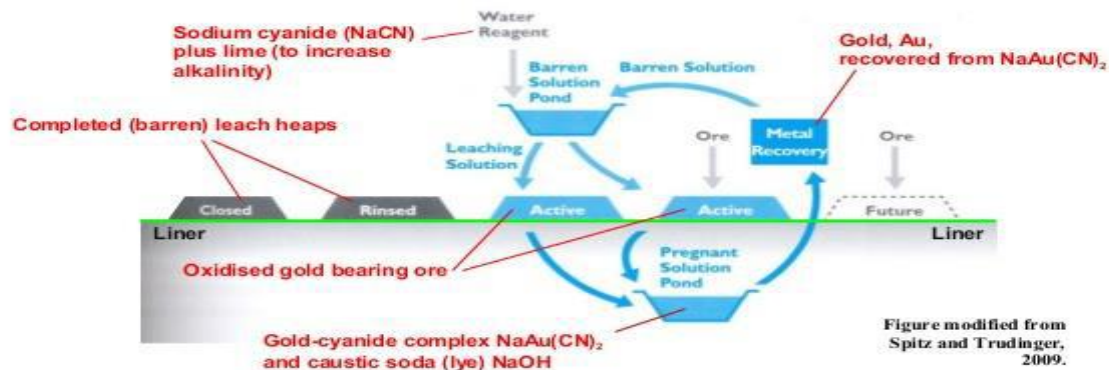 Water
Reagent
Sodium cyanide (NaCN)
plus lime (to increase
alkalinity)
Gold, Au,
recovered from NaAu(CN)₂
Barren
Solution
Pond
Barren Solution
Completed (barren) leach heaps
Leaching
Solution
Ore
Metal
Recovery
Ore
Closed
Rinsed
Active
Active
Future
Liner
Liner
Oxidised gold bearing ore
Pregnant
Solution
Pond
Gold-cyanide complex NaAu(CN)₂
and caustic soda (lye) NaOH
Figure modified from
Spitz and Trudinger,
2009.